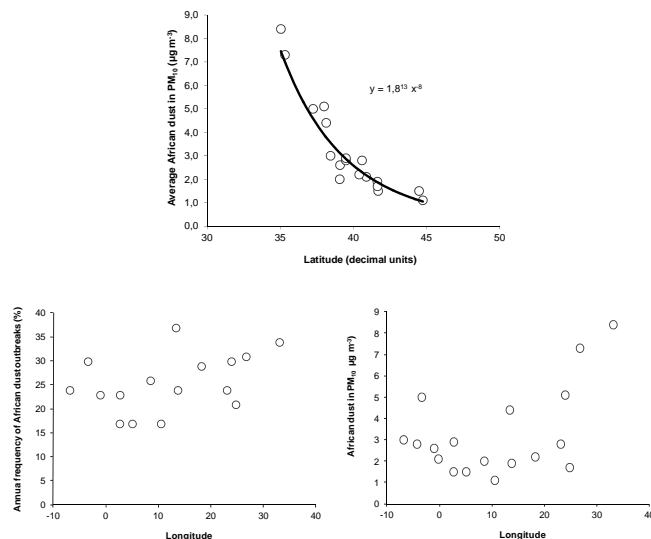 Average African dust in PM10 (µg m-3)
9,0
8,0
7,0
6,0
5,0
4,0
3,0
2,0
1,0
0,0
y = 1,8¹³ x⁻⁸
30 35 40 45 50
Latitude (decimal units)
Annua frequency of African dust outbreaks (%)
40
35
30
25
20
15
10
5
0
-10 0 10 20 30 40
Longitude
African dust in PM10 µg m-3)
9
8
7
6
5
4
3
2
1
0
-10 0 10 20 30 40
Longitude